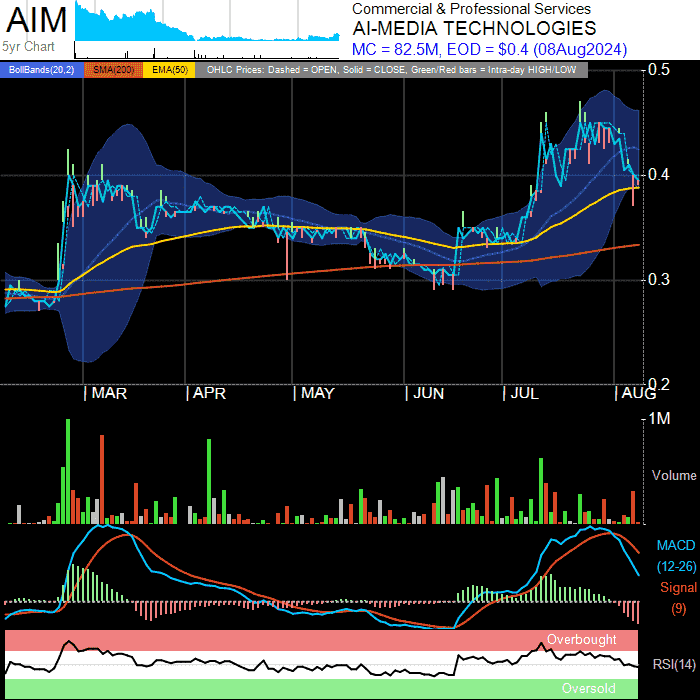 AIM
5yr Chart
Commercial & Professional Services
AI-MEDIA TECHNOLOGIES
MC = 82.5M, EOD = $0.4 (08Aug2024)
BollBands(20,2) SMA(200) EMA(50) OHLC Prices: Dashed = OPEN, Solid = CLOSE, Green/Red bars = Intra-day HIGH/LOW
0.5
0.4
0.3
0.2
| MAR | APR | MAY | JUN | JUL | AUG
1M
Volume
MACD
(12-26)
Signal
(9)
Overbought
RSI(14)
Oversold